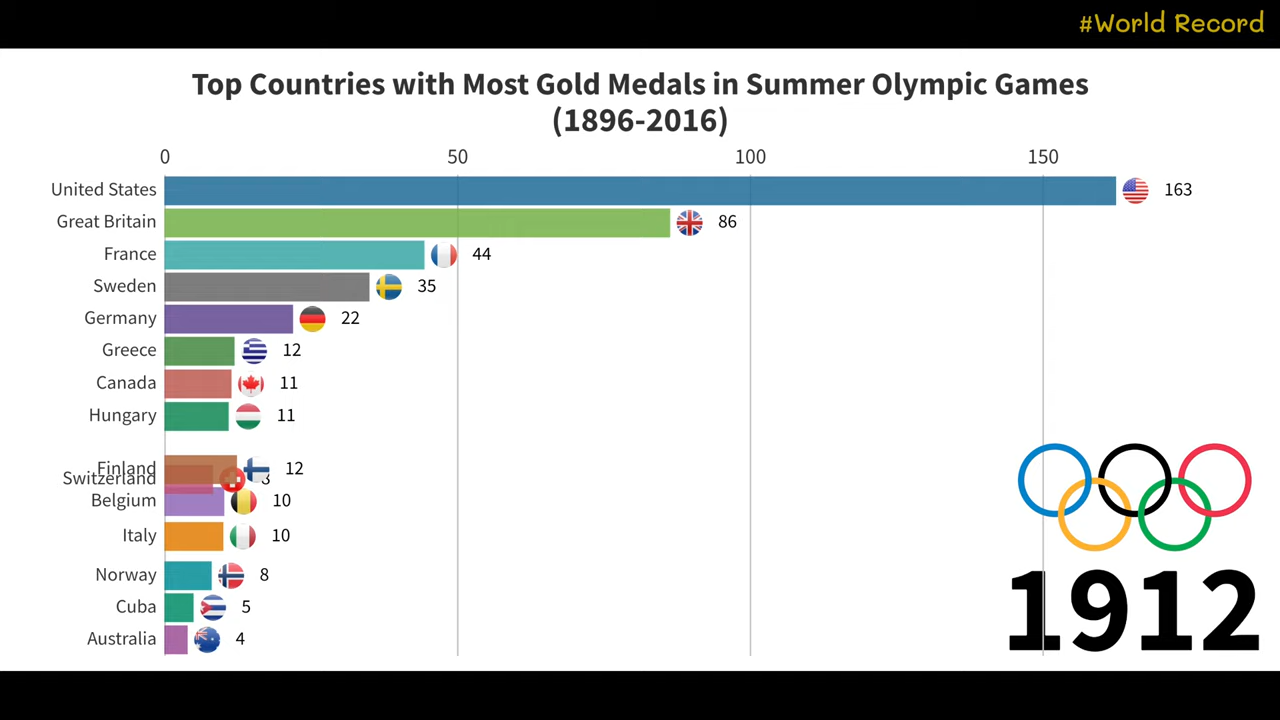 #World Record
Top Countries with Most Gold Medals in Summer Olympic Games
(1896-2016)
0 50 100 150
United States 163
Great Britain 86
France 44
Sweden 35
Germany 22
Greece 12
Canada 11
Hungary 11
Finland 12
Switzerland
Belgium 10
Italy 10
Norway 8
Cuba 5
Australia 4
1912